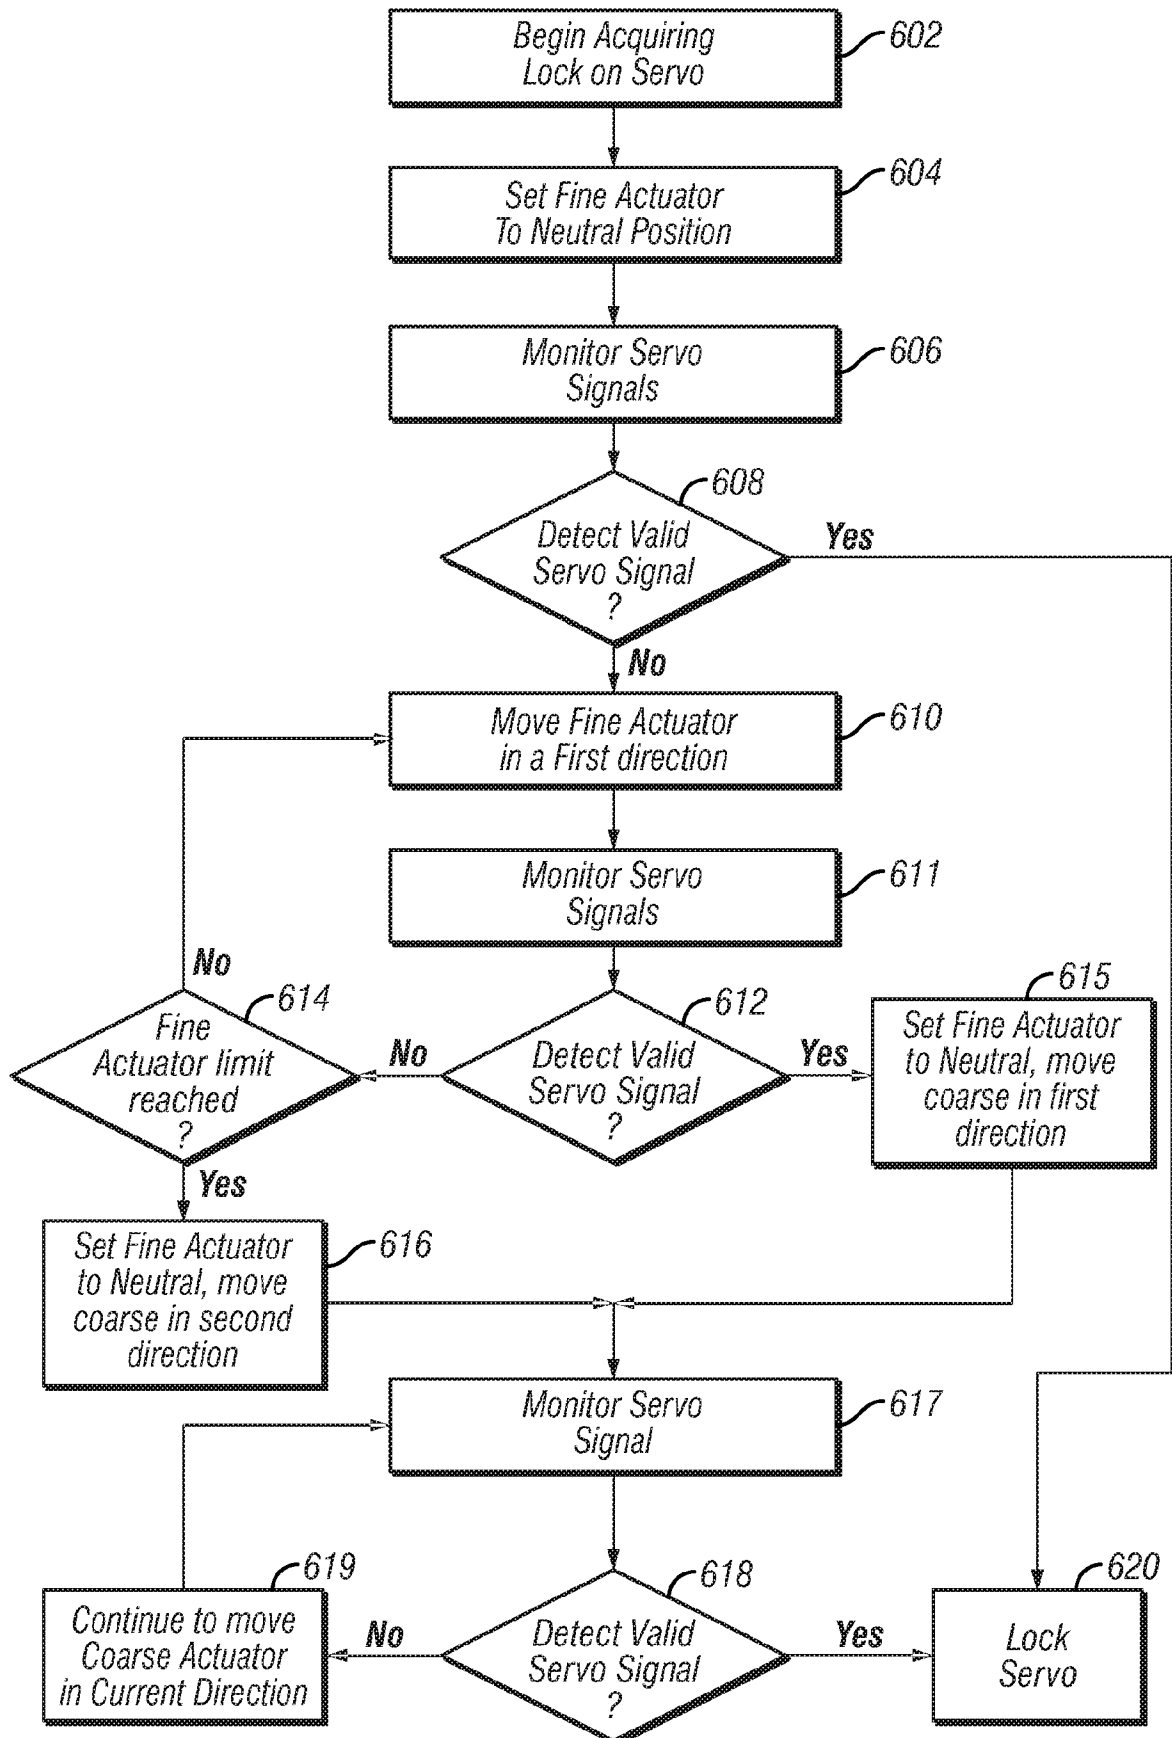 Begin Acquiring
Lock on Servo
602
Set Fine Actuator
To Neutral Position
604
Monitor Servo
Signals
606
608
Detect Valid
Servo Signal
?
Yes
No
Move Fine Actuator
in a First direction
610
Monitor Servo
Signals
611
No
614
Fine
Actuator limit
reached
?
No
612
Detect Valid
Servo Signal
?
Yes
615
Set Fine Actuator
to Neutral, move
coarse in first
direction
Yes
Set Fine Actuator
to Neutral, move
coarse in second
direction
616
Monitor Servo
Signal
617
619
Continue to move
Coarse Actuator
in Current Direction
No
618
Detect Valid
Servo Signal
?
Yes
620
Lock
Servo